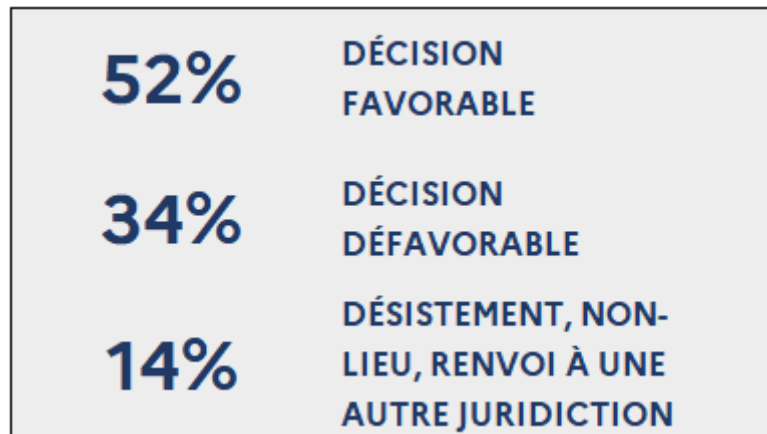 52%
DÉCISION
FAVORABLE
34%
DÉCISION
DÉFAVORABLE
14%
DÉSISTEMENT, NON-
LIEU, RENVOI À UNE
AUTRE JURIDICTION